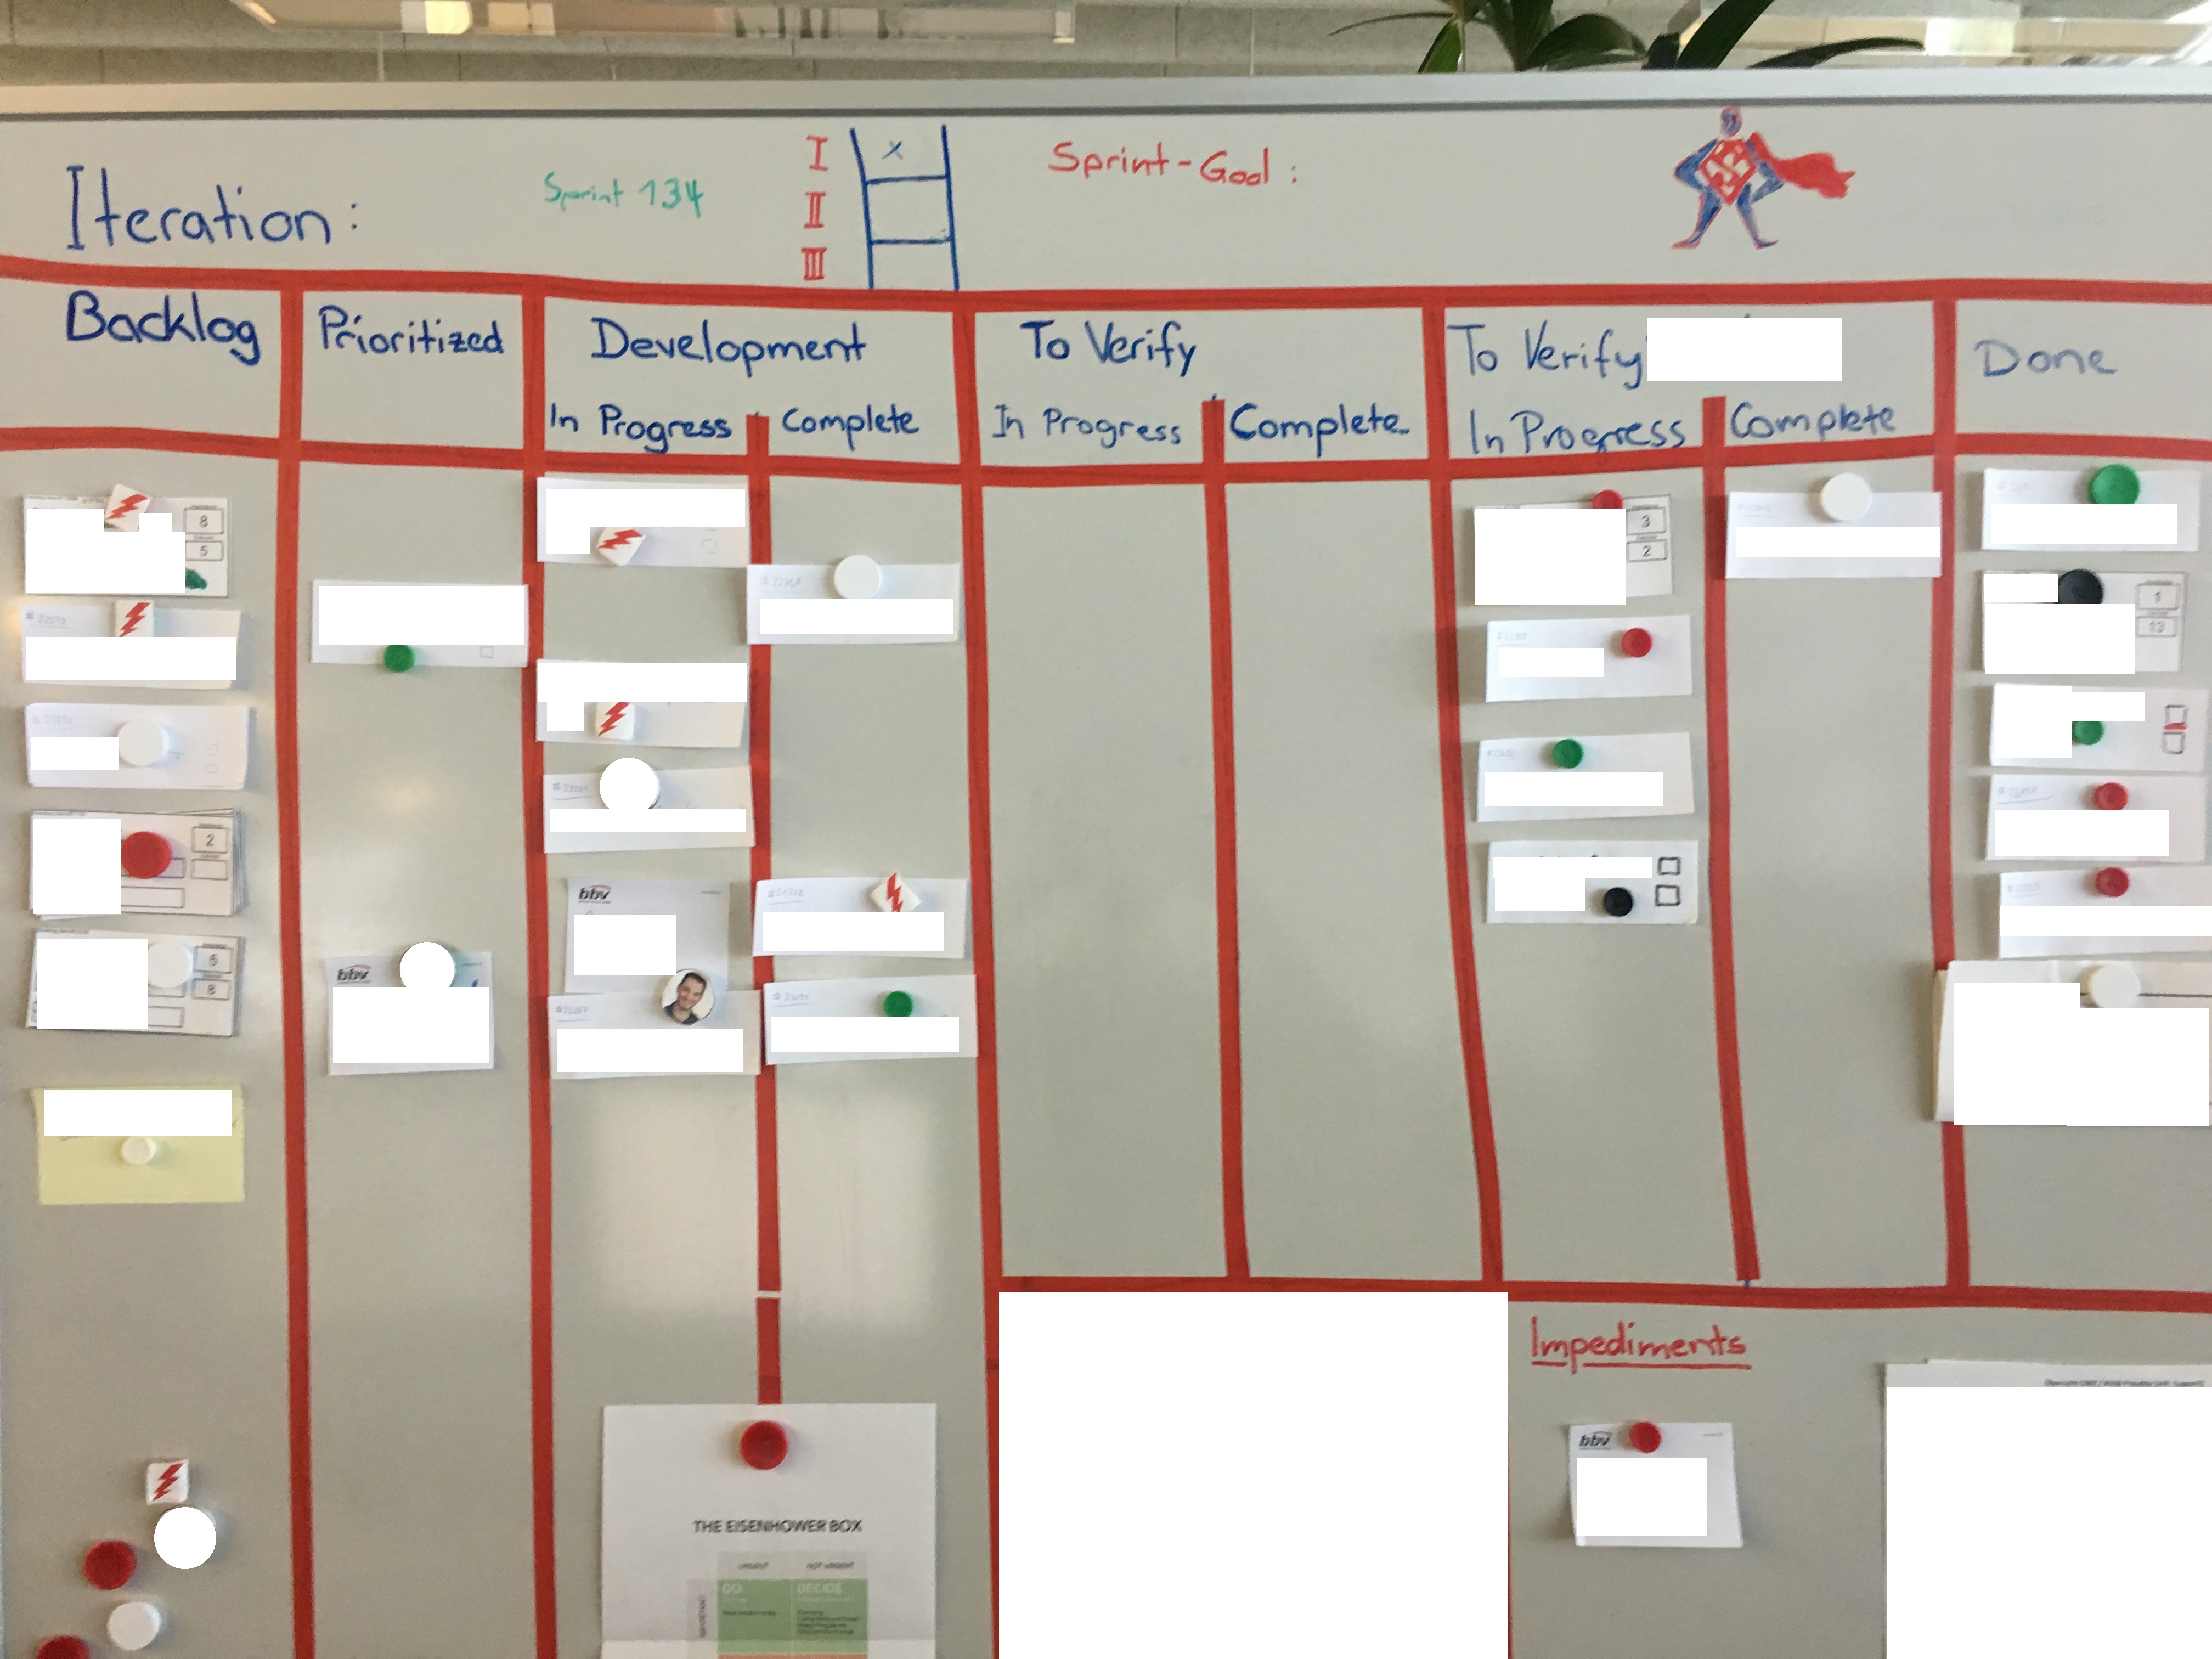 Iteration:
Sprint 134
I
x
II
III
Sprint-Goal:
S
Backlog
Prioritized
Development
In Progress
Complete
To Verify
In Progress
Complete
To Verify
In Progress
Complete
Done
8
5
2
5
8
bbv
bbv
3
2
1
13
THE EISENHOWER BOX
URGENT
NOT URGENT
IMPORTANT
DO
DECIDE
Impediments
bbv